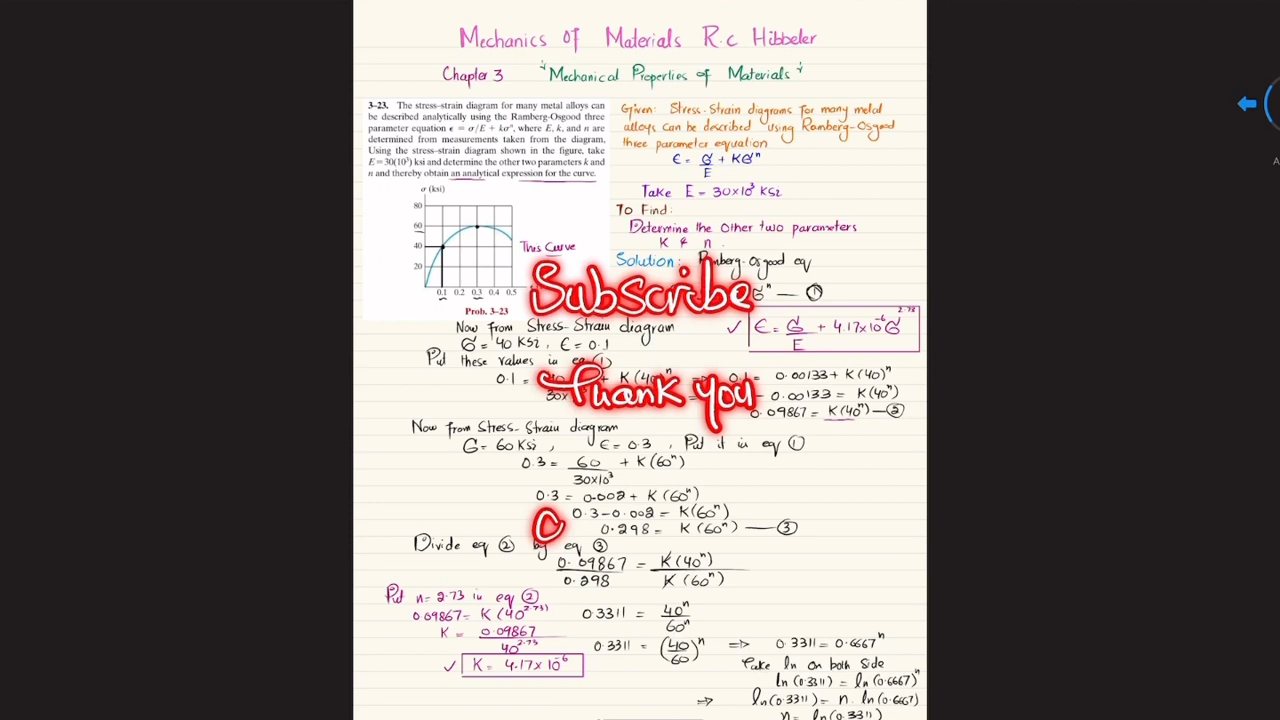 Mechanics of Materials R.c Hibbeler
Chapter 3 "Mechanical Properties of Materials"
3–23. The stress–strain diagram for many metal alloys can
be described analytically using the Ramberg-Osgood three
parameter equation ϵ = σ/E + kσⁿ, where E, k, and n are
determined from measurements taken from the diagram.
Using the stress–strain diagram shown in the figure, take
E = 30(10³) ksi and determine the other two parameters k and
n and thereby obtain an analytical expression for the curve.
σ (ksi)
80
60
40
20
0.1 0.2 0.3 0.4 0.5
This Curve
Prob. 3–23
Given: Stress-Strain diagrams for many metal
alloys can be described using Ramberg-Osgood
three parameter equation
ϵ = σ/E + Kσⁿ
Take E = 30×10³ Ksi
To Find:
Determine the other two parameters
K & n.
Solution: Ramberg-Osgood eq
σⁿ — ①
✓ ϵ = σ/E + 4.17×10⁻⁶ σ^2.73
Subscribe
Thank you
Now from Stress-Strain diagram
σ = 40 Ksi, ϵ = 0.1
Put these values in eq ①
0.1 = + K(40)ⁿ ⇒ 0.1 = 0.00133 + K(40)ⁿ
- 0.00133 = K(40)ⁿ
0.09867 = K(40ⁿ) — ②
Now from Stress-Strain diagram
σ = 60 Ksi, ϵ = 0.3, Put it in eq ①
0.3 = 60/30×10³ + K(60ⁿ)
0.3 = 0.002 + K(60ⁿ)
0.3 - 0.002 = K(60ⁿ)
0.298 = K(60ⁿ) — ③
Divide eq ② by eq ③
0.09867/0.298 = K(40ⁿ)/K(60ⁿ)
Put n = 2.73 in eq ②
0.09867 = K(40^2.73)
K = 0.09867/40^2.73
✓ K = 4.17×10⁻⁶
0.3311 = 40ⁿ/60ⁿ
0.3311 = (40/60)ⁿ ⇒ 0.3311 = 0.6667ⁿ
Take ln on both side
ln(0.3311) = ln(0.6667)ⁿ
⇒ ln(0.3311) = n. ln(0.6667)
n = ln(0.3311)